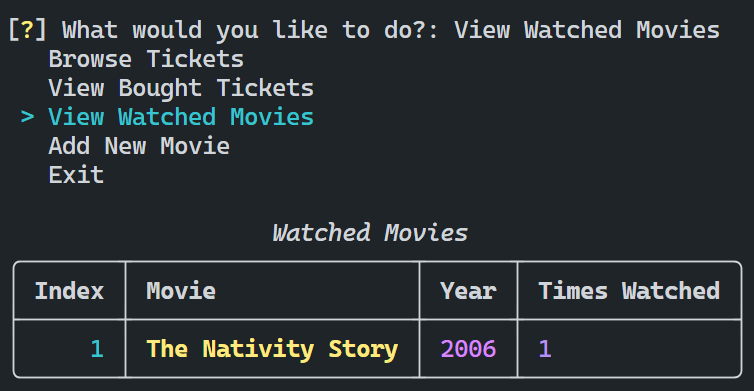 [?] What would you like to do?: View Watched Movies
Browse Tickets
View Bought Tickets
> View Watched Movies
Add New Movie
Exit
Watched Movies
Index Movie Year Times Watched
1 The Nativity Story 2006 1